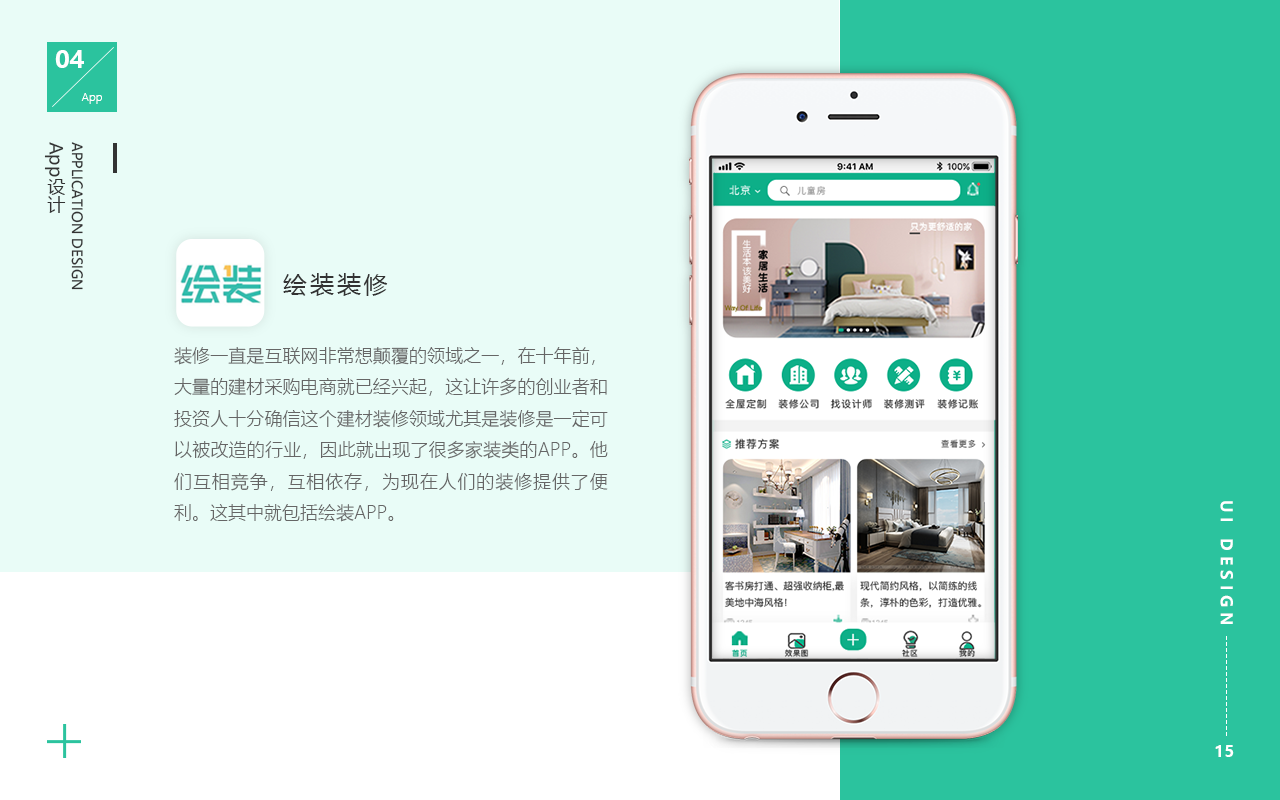 04
App
APPLICATION DESIGN
App设计
绘装
绘装装修
装修一直是互联网非常想颠覆的领域之一，在十年前，
大量的建材采购电商就已经兴起，这让许多的创业者和
投资人十分确信这个建材装修领域尤其是装修是一定可
以被改造的行业，因此就出现了很多家装类的APP。他
们互相竞争，互相依存，为现在人们的装修提供了便
利。这其中就包括绘装APP。
9:41 AM
100%
北京
儿童房
只为更舒适的家
生活本该美好
家居生活
Way Of Life
全屋定制
装修公司
找设计师
装修测评
装修记账
推荐方案
查看更多
客书房打通、超强收纳柜,最
美地中海风格!
现代简约风格，以简练的线
条，淳朴的色彩，打造优雅。
首页
效果图
社区
我的
UI DESIGN
15